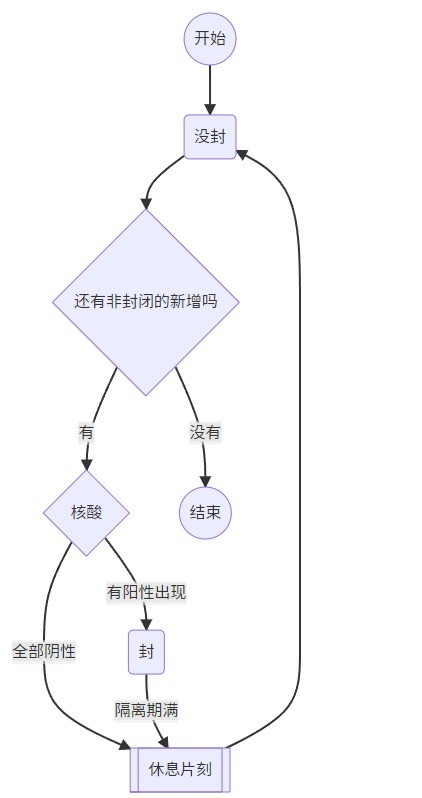 开始
没封
还有非封闭的新增吗
有
没有
核酸
结束
有阳性出现
全部阴性
封
隔离期满
休息片刻